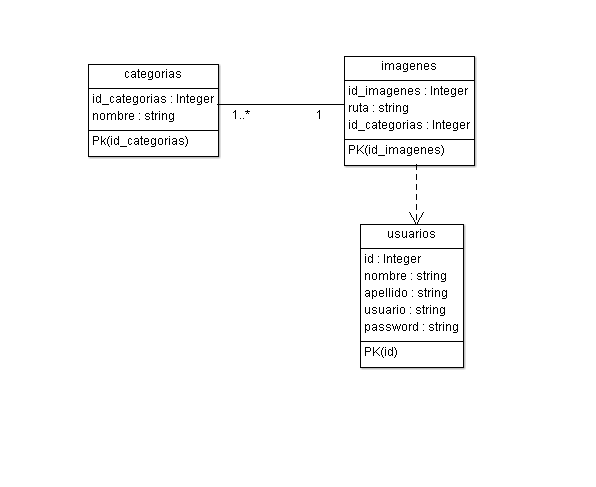 categorias
id_categorias : Integer
nombre : string
Pk(id_categorias)
1..*
1
imagenes
id_imagenes : Integer
ruta : string
id_categorias : Integer
PK(id_imagenes)
usuarios
id : Integer
nombre : string
apellido : string
usuario : string
password : string
PK(id)